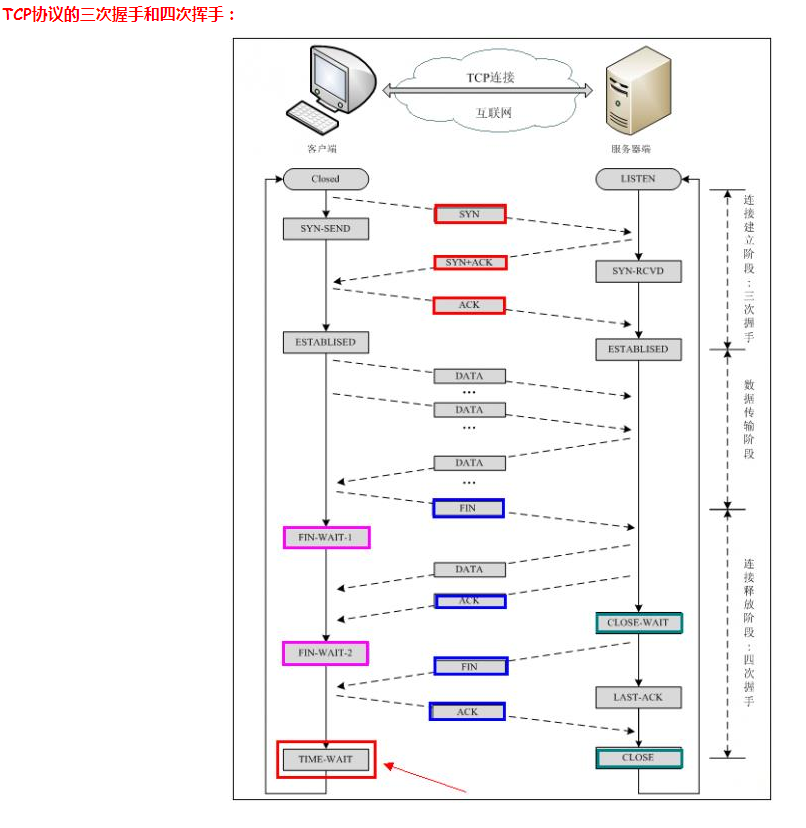 TCP协议的三次握手和四次挥手：
TCP连接
互联网
客户端
服务器端
Closed
LISTEN
SYN
SYN-SEND
SYN+ACK
SYN-RCVD
ACK
ESTABLISED
ESTABLISED
连接建立阶段：三次握手
DATA
...
DATA
...
DATA
...
数据传输阶段
FIN
FIN-WAIT-1
DATA
ACK
CLOSE-WAIT
FIN-WAIT-2
FIN
LAST-ACK
ACK
TIME-WAIT
CLOSE
连接释放阶段：四次握手